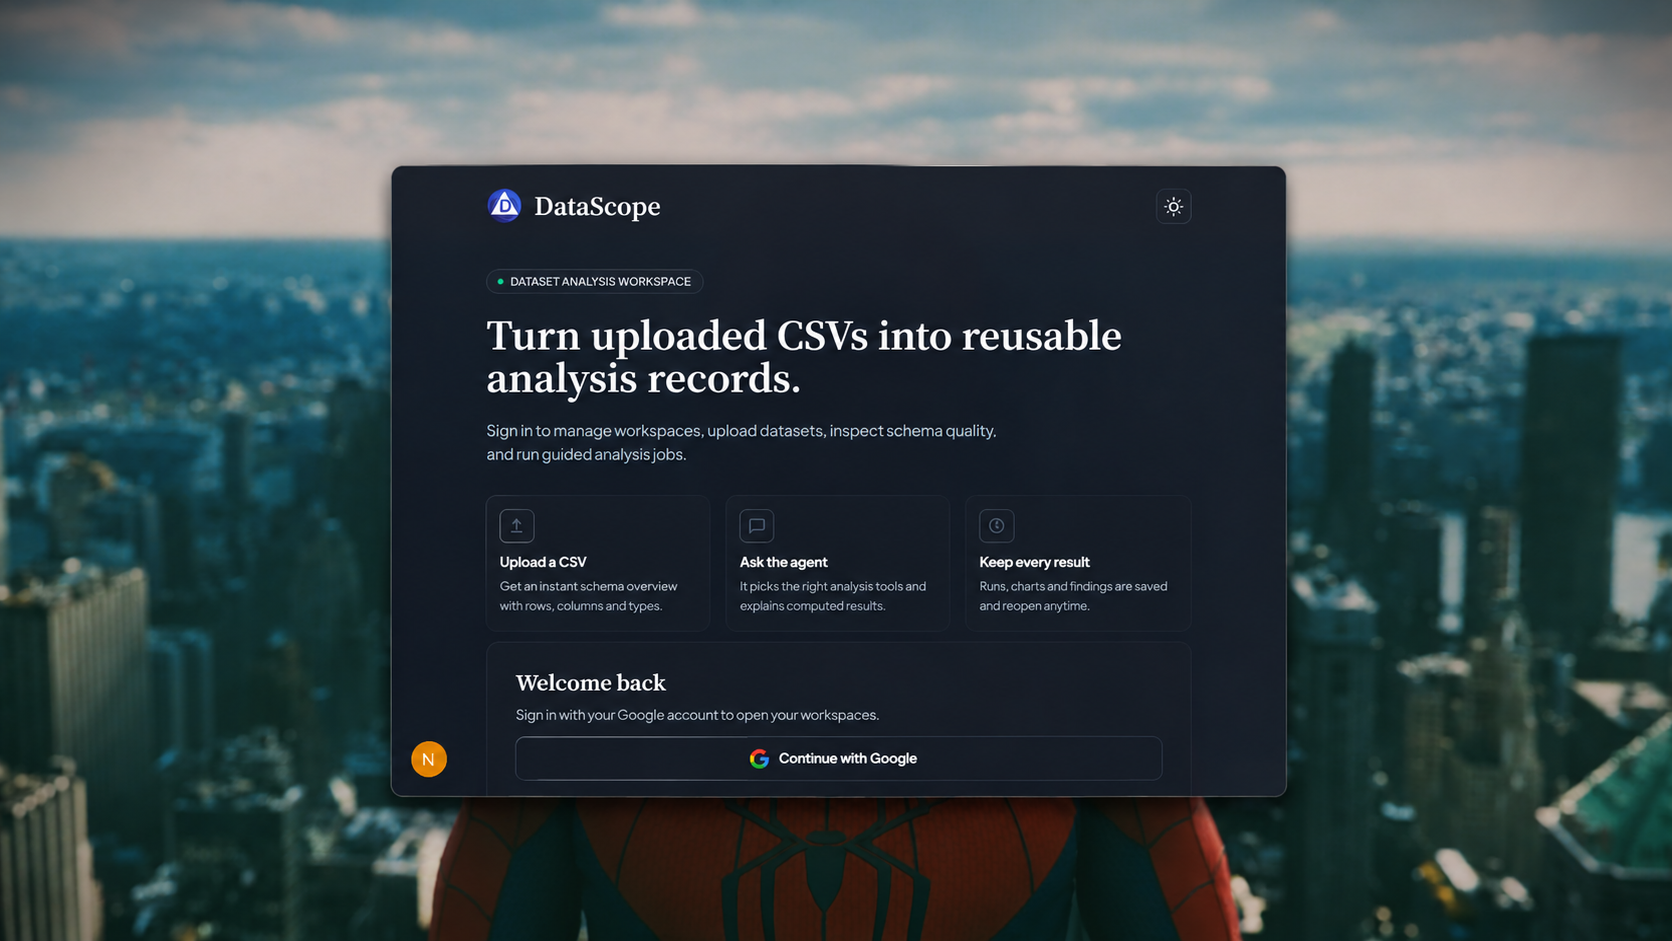 D DataScope
DATASET ANALYSIS WORKSPACE
Turn uploaded CSVs into reusable
analysis records.
Sign in to manage workspaces, upload datasets, inspect schema quality,
and run guided analysis jobs.
Upload a CSV
Get an instant schema overview
with rows, columns and types.
Ask the agent
It picks the right analysis tools and
explains computed results.
Keep every result
Runs, charts and findings are saved
and reopen anytime.
Welcome back
Sign in with your Google account to open your workspaces.
Continue with Google
N